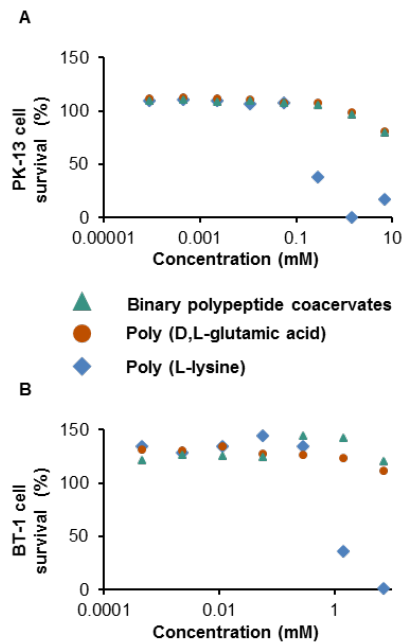 A
PK-13 cell
survival (%)
150
100
50
0
0.00001 0.001 0.1 10
Concentration (mM)
Binary polypeptide coacervates
Poly (D,L-glutamic acid)
Poly (L-lysine)
B
BT-1 cell
survival (%)
150
100
50
0
0.0001 0.01 1
Concentration (mM)